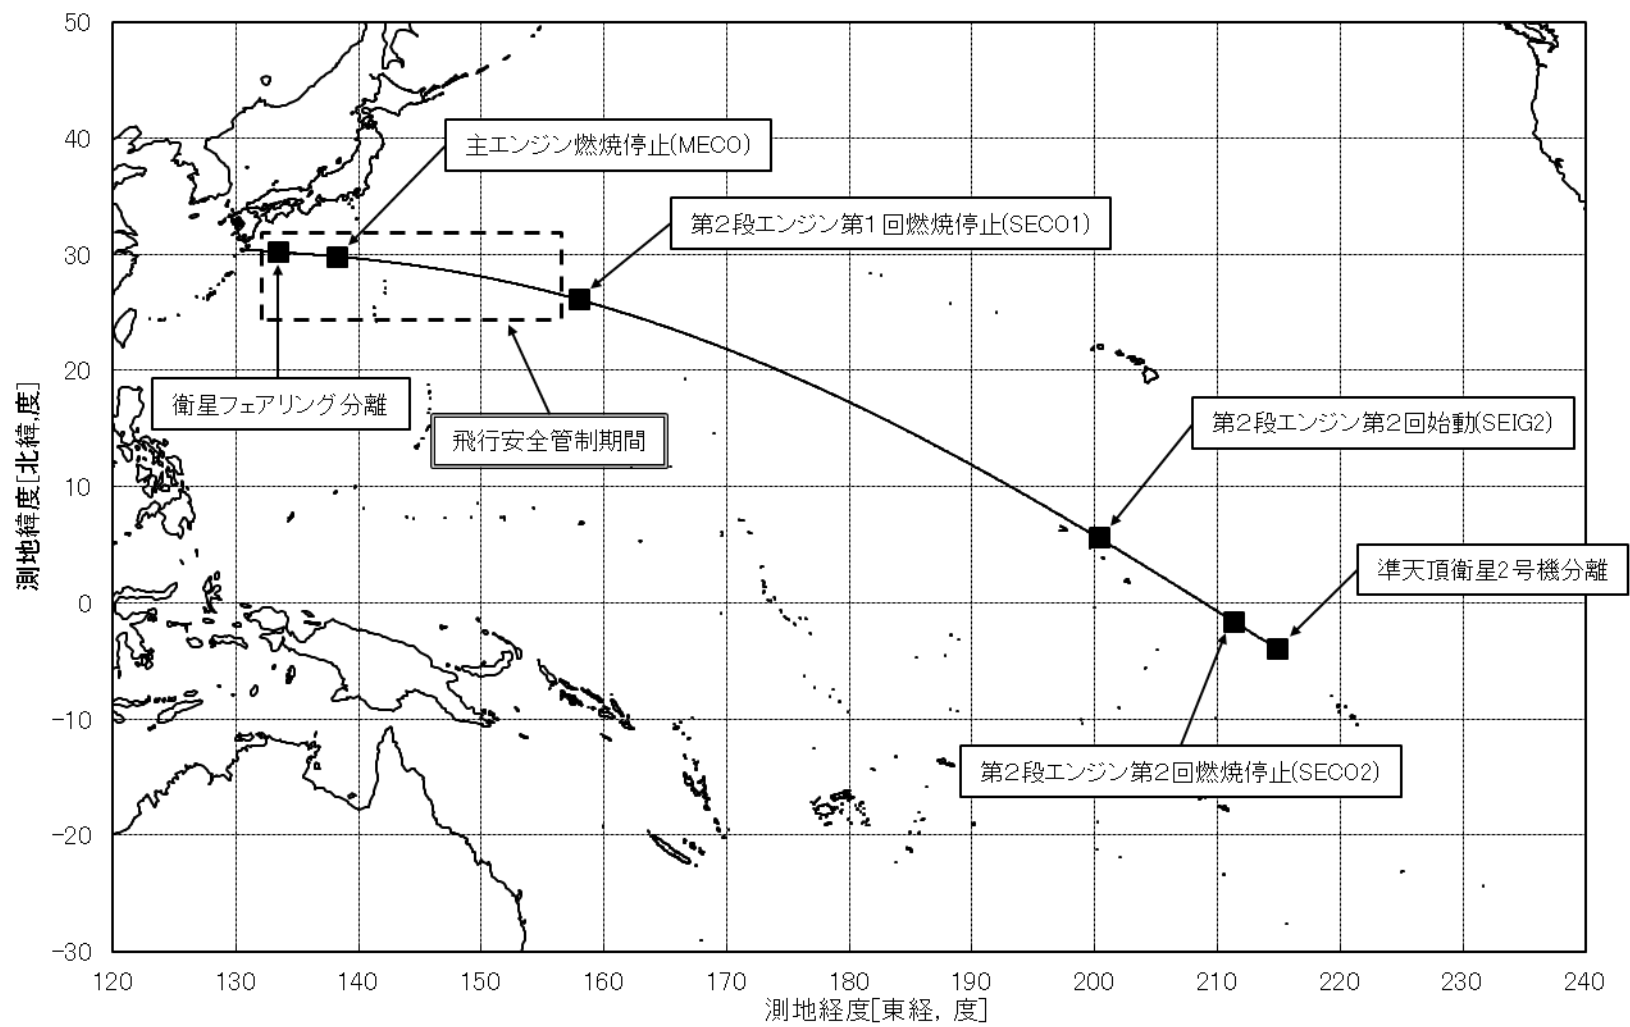 50
40
30
20
10
0
-10
-20
-30
測地緯度[北緯,度]
主エンジン燃焼停止(MECO)
第2段エンジン第1回燃焼停止(SECO1)
衛星フェアリング分離
飛行安全管制期間
第2段エンジン第2回始動(SEIG2)
準天頂衛星2号機分離
第2段エンジン第2回燃焼停止(SECO2)
120 130 140 150 160 170 180 190 200 210 220 230 240
測地経度[東経, 度]